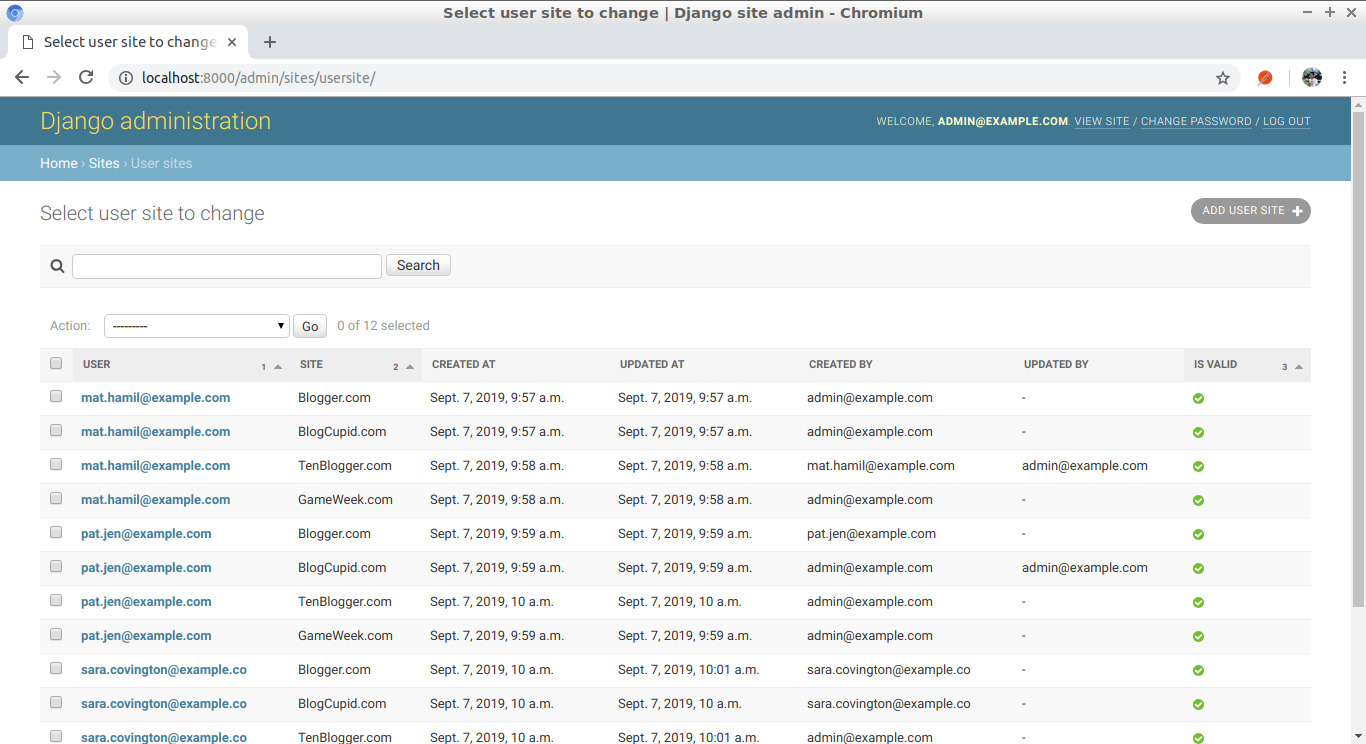 Select user site to change | Django site admin - Chromium
Select user site to change
localhost:8000/admin/sites/usersite/
Django administration
WELCOME, ADMIN@EXAMPLE.COM. VIEW SITE / CHANGE PASSWORD / LOG OUT
Home › Sites › User sites
Select user site to change
ADD USER SITE +
Search
Action: --------- Go 0 of 12 selected
USER 1 SITE 2 CREATED AT UPDATED AT CREATED BY UPDATED BY IS VALID 3
mat.hamil@example.com Blogger.com Sept. 7, 2019, 9:57 a.m. Sept. 7, 2019, 9:57 a.m. admin@example.com -
mat.hamil@example.com BlogCupid.com Sept. 7, 2019, 9:57 a.m. Sept. 7, 2019, 9:57 a.m. admin@example.com -
mat.hamil@example.com TenBlogger.com Sept. 7, 2019, 9:58 a.m. Sept. 7, 2019, 9:58 a.m. mat.hamil@example.com admin@example.com
mat.hamil@example.com GameWeek.com Sept. 7, 2019, 9:58 a.m. Sept. 7, 2019, 9:58 a.m. admin@example.com -
pat.jen@example.com Blogger.com Sept. 7, 2019, 9:59 a.m. Sept. 7, 2019, 9:59 a.m. pat.jen@example.com -
pat.jen@example.com BlogCupid.com Sept. 7, 2019, 9:59 a.m. Sept. 7, 2019, 9:59 a.m. admin@example.com admin@example.com
pat.jen@example.com TenBlogger.com Sept. 7, 2019, 10 a.m. Sept. 7, 2019, 10 a.m. admin@example.com -
pat.jen@example.com GameWeek.com Sept. 7, 2019, 9:59 a.m. Sept. 7, 2019, 9:59 a.m. admin@example.com -
sara.covington@example.co Blogger.com Sept. 7, 2019, 10 a.m. Sept. 7, 2019, 10:01 a.m. sara.covington@example.co -
sara.covington@example.co BlogCupid.com Sept. 7, 2019, 10 a.m. Sept. 7, 2019, 10 a.m. sara.covington@example.co -
sara.covington@example.co TenBlogger.com Sept. 7, 2019, 10 a.m. Sept. 7, 2019, 10:01 a.m. admin@example.com -